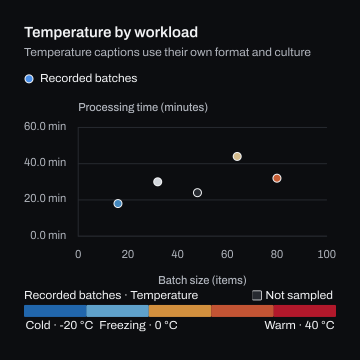 Temperature by workload
Temperature captions use their own format and culture
Recorded batches
Processing time (minutes)
60.0 min
40.0 min
20.0 min
0.0 min
0 20 40 60 80 100
Batch size (items)
Recorded batches · Temperature Not sampled
Cold · -20 °C Freezing · 0 °C Warm · 40 °C